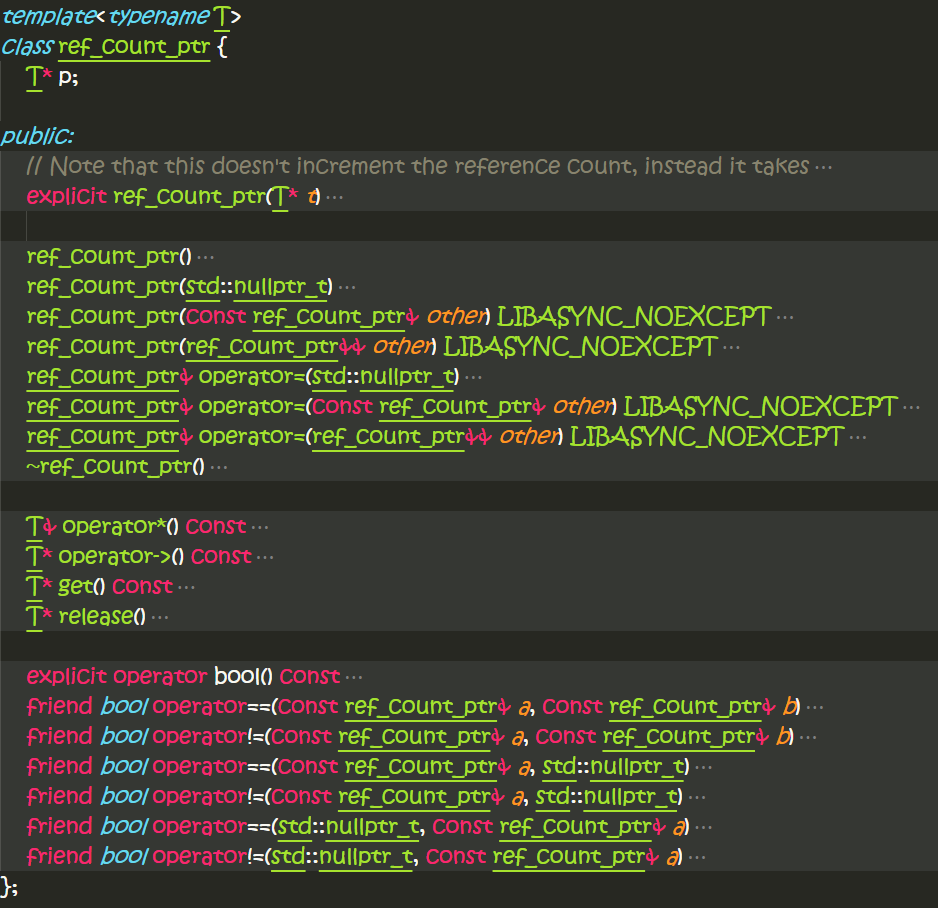 template<typename T>
class ref_count_ptr {
T* p;
public:
// Note that this doesn't increment the reference count, instead it takes ···
explicit ref_count_ptr(T* t) ···
ref_count_ptr() ···
ref_count_ptr(std::nullptr_t) ···
ref_count_ptr(const ref_count_ptr& other) LIBASYNC_NOEXCEPT ···
ref_count_ptr(ref_count_ptr&& other) LIBASYNC_NOEXCEPT ···
ref_count_ptr& operator=(std::nullptr_t) ···
ref_count_ptr& operator=(const ref_count_ptr& other) LIBASYNC_NOEXCEPT ···
ref_count_ptr& operator=(ref_count_ptr&& other) LIBASYNC_NOEXCEPT ···
~ref_count_ptr() ···
T& operator*() const ···
T* operator->() const ···
T* get() const ···
T* release() ···
explicit operator bool() const ···
friend bool operator==(const ref_count_ptr& a, const ref_count_ptr& b) ···
friend bool operator!=(const ref_count_ptr& a, const ref_count_ptr& b) ···
friend bool operator==(const ref_count_ptr& a, std::nullptr_t) ···
friend bool operator!=(const ref_count_ptr& a, std::nullptr_t) ···
friend bool operator==(std::nullptr_t, const ref_count_ptr& a) ···
friend bool operator!=(std::nullptr_t, const ref_count_ptr& a) ···
};